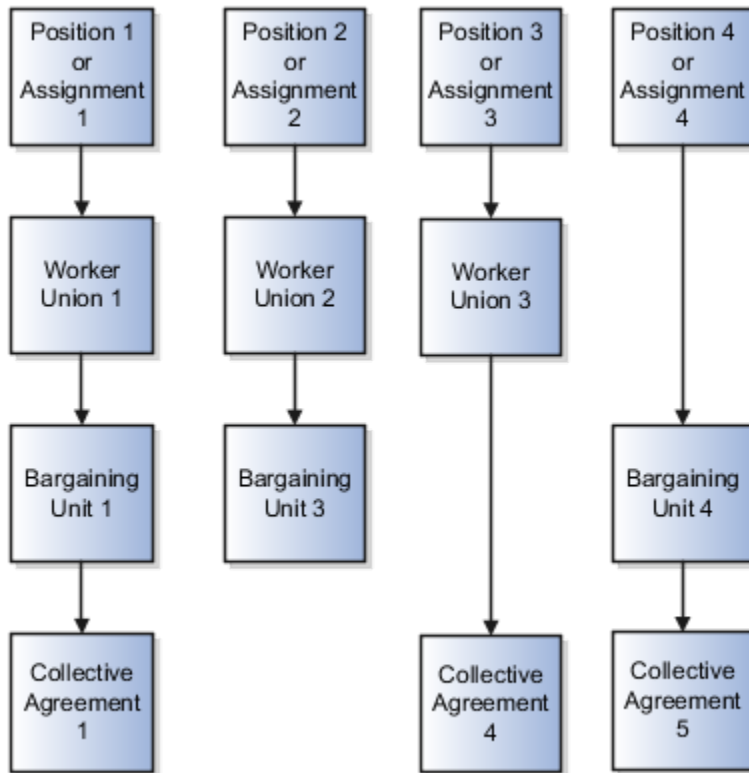 Position 1
or
Assignment
1
Position 2
or
Assignment
2
Position 3
or
Assignment
3
Position 4
or
Assignment
4
Worker
Union 1
Worker
Union 2
Worker
Union 3
Bargaining
Unit 1
Bargaining
Unit 3
Bargaining
Unit 4
Collective
Agreement
1
Collective
Agreement
4
Collective
Agreement
5